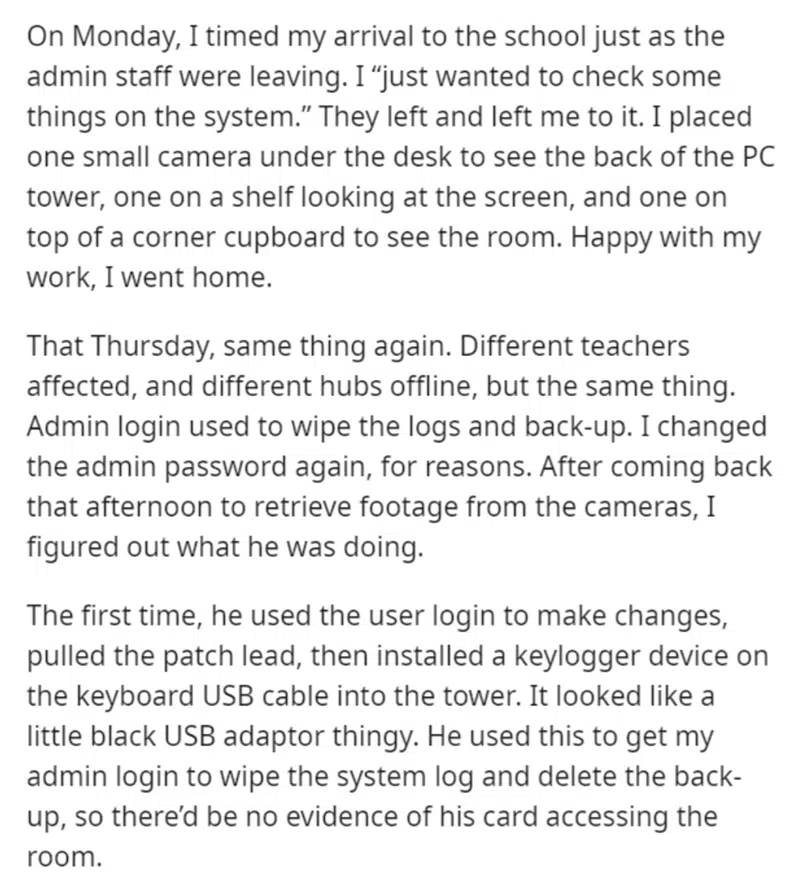 On Monday, I timed my arrival to the school just as the
admin staff were leaving. I “just wanted to check some
things on the system.” They left and left me to it. I placed
one small camera under the desk to see the back of the PC
tower, one on a shelf looking at the screen, and one on
top of a corner cupboard to see the room. Happy with my
work, I went home.
That Thursday, same thing again. Different teachers
affected, and different hubs offline, but the same thing.
Admin login used to wipe the logs and back-up. I changed
the admin password again, for reasons. After coming back
that afternoon to retrieve footage from the cameras, I
figured out what he was doing.
The first time, he used the user login to make changes,
pulled the patch lead, then installed a keylogger device on
the keyboard USB cable into the tower. It looked like a
little black USB adaptor thingy. He used this to get my
admin login to wipe the system log and delete the back-
up, so there’d be no evidence of his card accessing the
room.